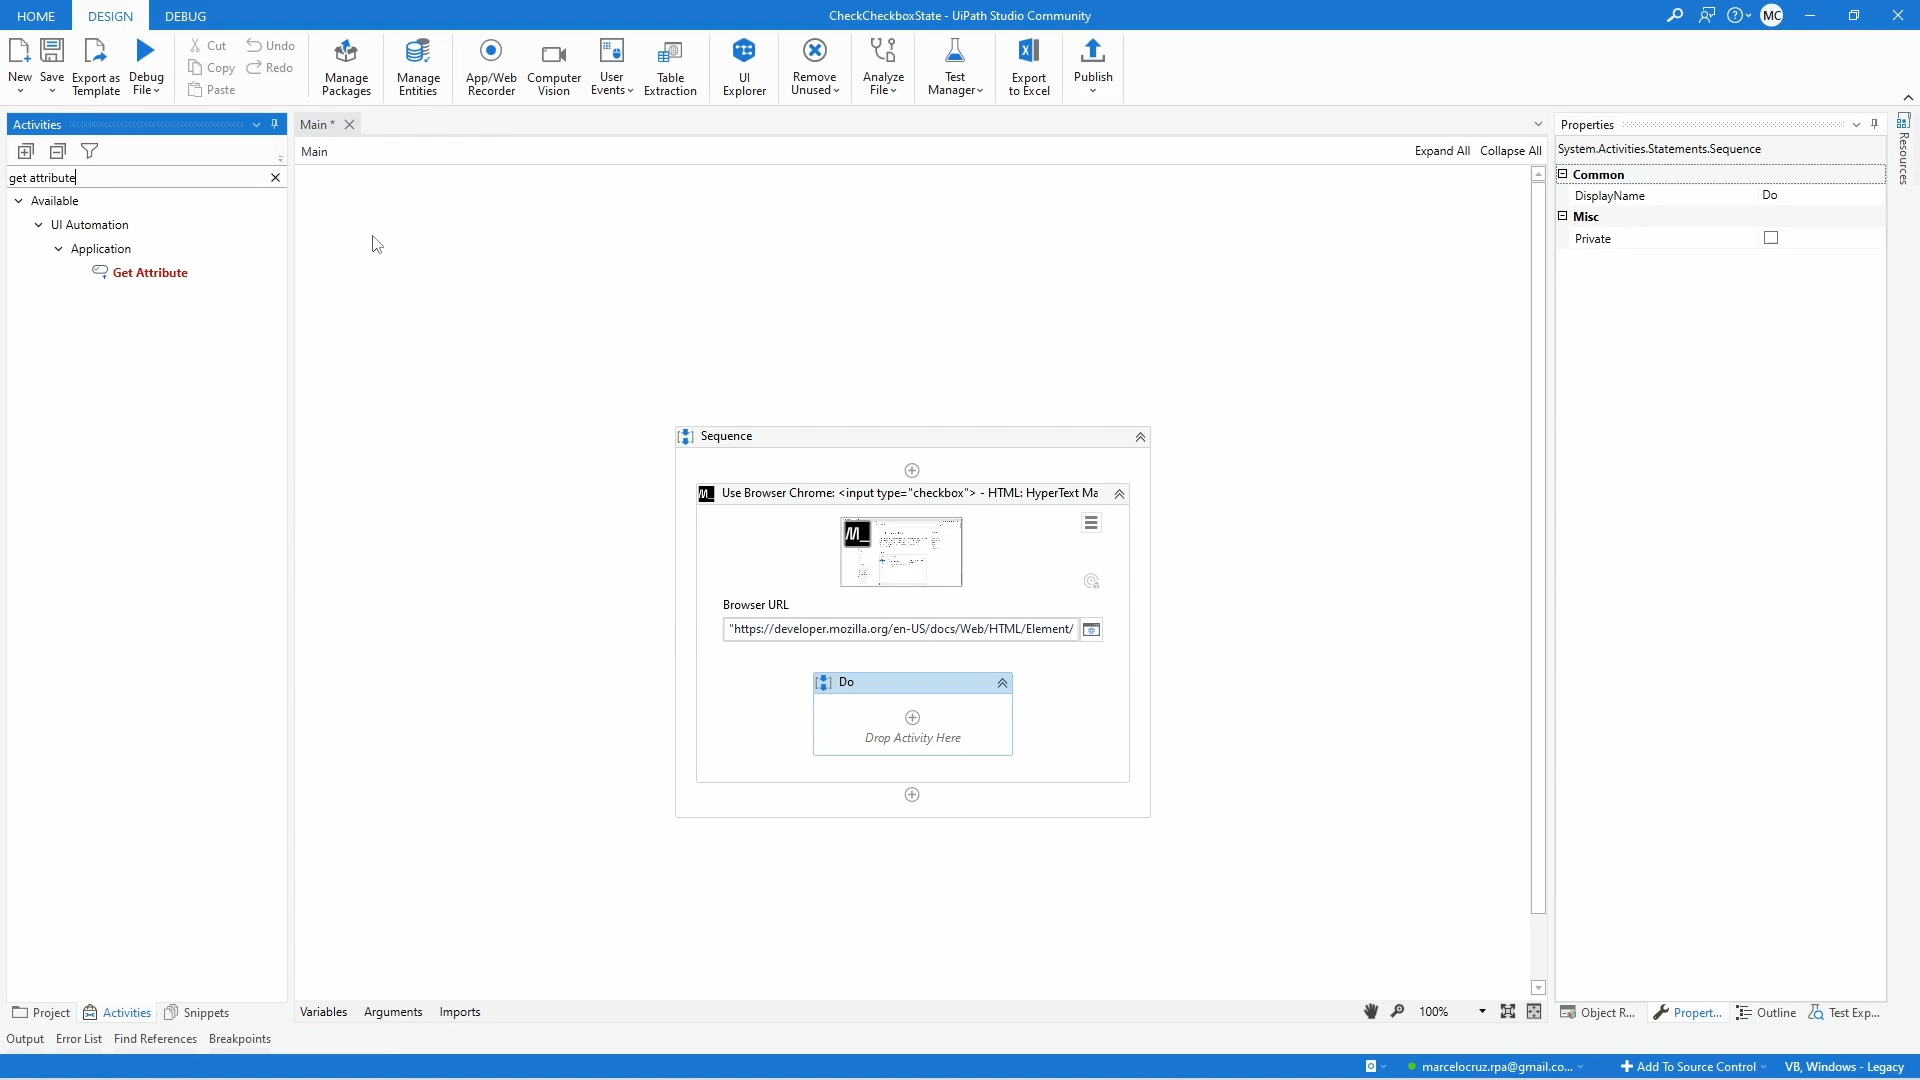 HOME DESIGN DEBUG CheckCheckboxState - UiPath Studio Community MC
New Save Export as Template Debug File Cut Copy Paste Undo Redo Manage Packages Manage Entities App/Web Recorder Computer Vision User Events Table Extraction UI Explorer Remove Unused Analyze File Test Manager Export to Excel Publish
Activities
get attribute
Available
UI Automation
Application
Get Attribute
Main *
Main Expand All Collapse All
Sequence
M_ Use Browser Chrome: <input type="checkbox"> - HTML: HyperText Ma
M_
Browser URL
"https://developer.mozilla.org/en-US/docs/Web/HTML/Element/
Do
Drop Activity Here
Properties
System.Activities.Statements.Sequence
Common
DisplayName Do
Misc
Private
Resources
Project Activities Snippets
Variables Arguments Imports 100%
Object R... Propert... Outline Test Exp...
Output Error List Find References Breakpoints
marcelocruz.rpa@gmail.co... Add To Source Control VB, Windows - Legacy